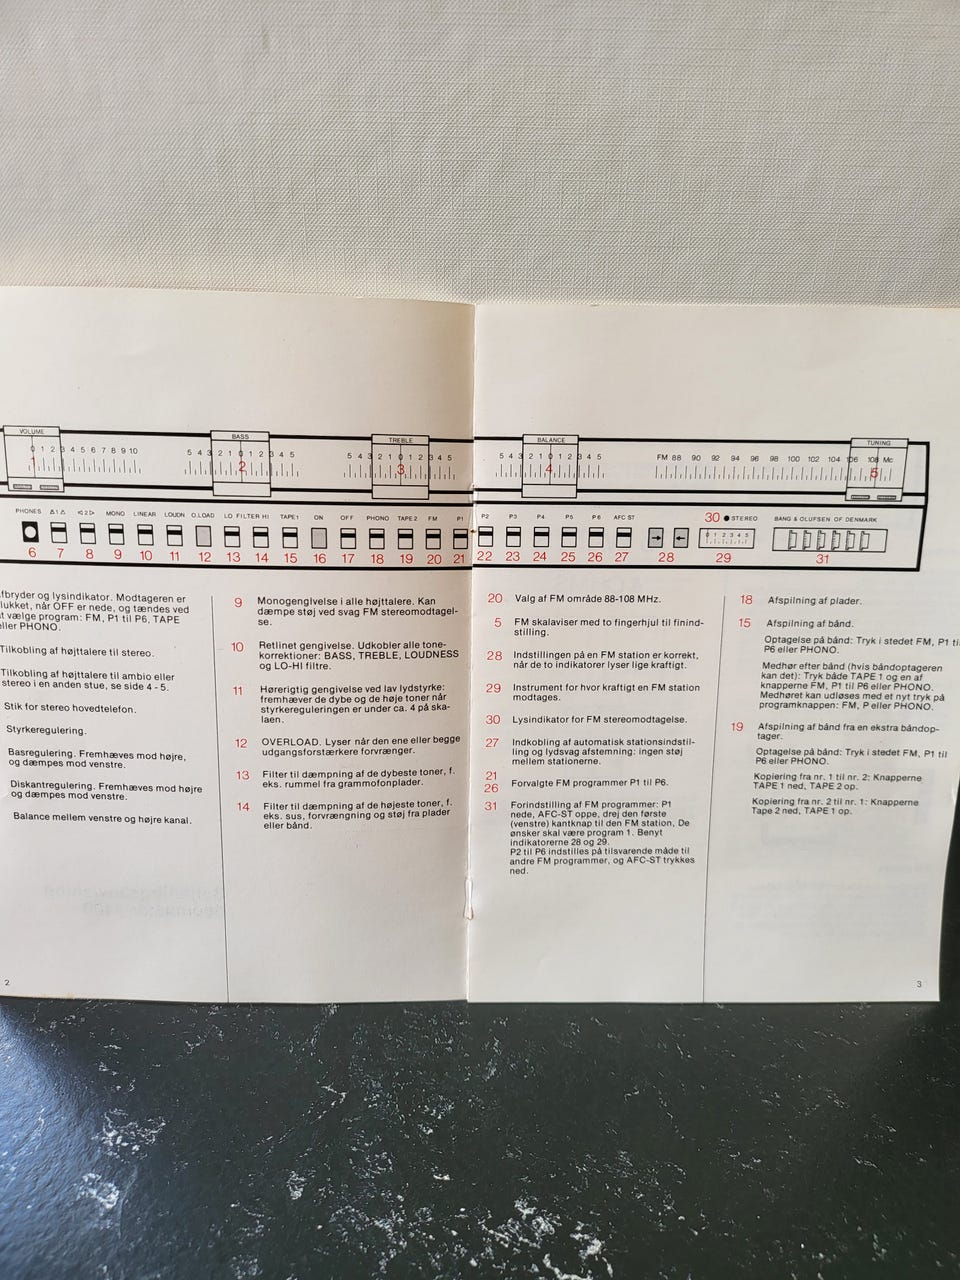 VOLUME
BASS
TREBLE
BALANCE
TUNING
0 1 2 3 4 5 6 7 8 9 10
5 4 3 2 1 0 1 2 3 4 5
5 4 3 2 1 0 1 2 3 4 5
5 4 3 2 1 0 1 2 3 4 5
FM 88 90 92 94 96 98 100 102 104 106 108 Mc
1
2
3
4
5
PHONES 1 2 MONO LINEAR LOUDN O.LOAD LO FILTER HI TAPE 1 ON OFF PHONO TAPE 2 FM P1 P2 P3 P4 P5 P6 AFC ST
30 STEREO
BANG & OLUFSEN OF DENMARK
0 1 2 3 4 5
6 7 8 9 10 11 12 13 14 15 16 17 18 19 20 21 22 23 24 25 26 27 28 29 31
fbryder og lysindikator. Modtageren er
lukket, når OFF er nede, og tændes ved
t vælge program: FM, P1 til P6, TAPE
ller PHONO.
Tilkobling af højttalere til stereo.
Tilkobling af højttalere til ambio eller
stereo i en anden stue, se side 4 - 5.
Stik for stereo hovedtelefon.
Styrkeregulering.
Basregulering. Fremhæves mod højre,
og dæmpes mod venstre.
Diskantregulering. Fremhæves mod højre
og dæmpes mod venstre.
Balance mellem venstre og højre kanal.
2
9 Monogengivelse i alle højttalere. Kan
dæmpe støj ved svag FM stereomodtagel-
se.
10 Retlinet gengivelse. Udkobler alle tone-
korrektioner: BASS, TREBLE, LOUDNESS
og LO-HI filtre.
11 Hørerigtig gengivelse ved lav lydstyrke:
fremhæver de dybe og de høje toner når
styrkereguleringen er under ca. 4 på ska-
laen.
12 OVERLOAD. Lyser når den ene eller begge
udgangsforstærkere forvrænger.
13 Filter til dæmpning af de dybeste toner, f.
eks. rummel fra grammofonplader.
14 Filter til dæmpning af de højeste toner, f.
eks. sus, forvrængning og støj fra plader
eller bånd.
20 Valg af FM område 88-108 MHz.
5 FM skalaviser med to fingerhjul til finind-
stilling.
28 Indstillingen på en FM station er korrekt,
når de to indikatorer lyser lige kraftigt.
29 Instrument for hvor kraftigt en FM station
modtages.
30 Lysindikator for FM stereomodtagelse.
27 Indkobling af automatisk stationsindstil-
ling og lydsvag afstemning: ingen støj
mellem stationerne.
21
26 Forvalgte FM programmer P1 til P6.
31 Forindstilling af FM programmer: P1
nede, AFC-ST oppe, drej den første
(venstre) kantknap til den FM station, De
ønsker skal være program 1. Benyt
indikatorerne 28 og 29.
P2 til P6 indstilles på tilsvarende måde til
andre FM programmer, og AFC-ST trykkes
ned.
18 Afspilning af plader.
15 Afspilning af bånd.
Optagelse på bånd: Tryk i stedet FM, P1 ti
P6 eller PHONO.
Medhør efter bånd (hvis båndoptageren
kan det): Tryk både TAPE 1 og en af
knapperne FM, P1 til P6 eller PHONO.
Medhøret kan udløses med et nyt tryk på
programknappen: FM, P eller PHONO.
19 Afspilning af bånd fra en ekstra båndop-
tager.
Optagelse på bånd: Tryk i stedet FM, P1 til
P6 eller PHONO.
Kopiering fra nr. 1 til nr. 2: Knapperne
TAPE 1 ned, TAPE 2 op.
Kopiering fra nr. 2 til nr. 1: Knapperne
Tape 2 ned, TAPE 1 op.
3